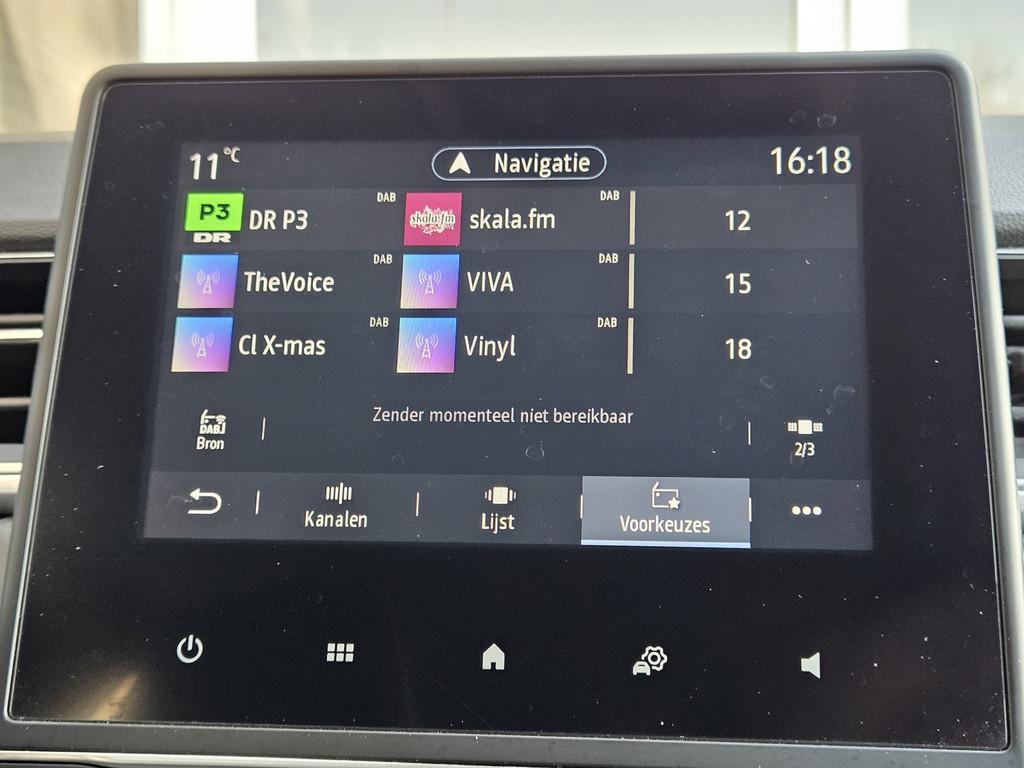 11 °C
Navigatie
16:18
P3
DR
DR P3
DAB
skala.fm
skala.fm
DAB
12
TheVoice
DAB
VIVA
DAB
15
Cl X-mas
DAB
Vinyl
DAB
18
DAB
Bron
Zender momenteel niet bereikbaar
2/3
Kanalen
Lijst
Voorkeuzes